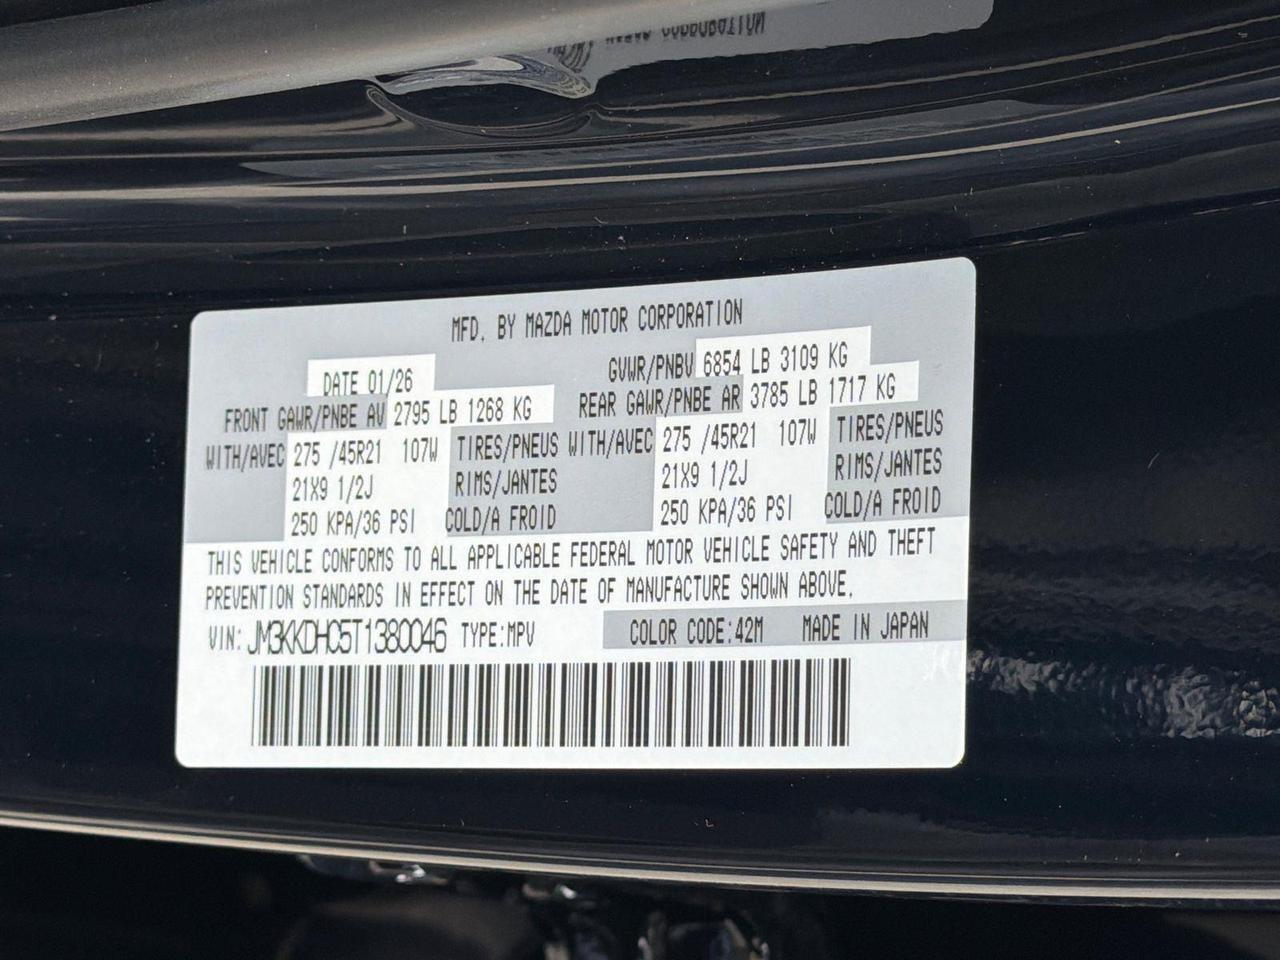 CORPORATION
MFD. BY MAZDA MOTOR CORPORATION
DATE 01/26 GVWR/PNBV 6854 LB 3109 KG
FRONT GAWR/PNBE AV 2795 LB 1268 KG REAR GAWR/PNBE AR 3785 LB 1717 KG
WITH/AVEC 275 /45R21 107W TIRES/PNEUS WITH/AVEC 275 /45R21 107W TIRES/PNEUS
21X9 1/2J RIMS/JANTES 21X9 1/2J RIMS/JANTES
250 KPA/36 PSI COLD/A FROID 250 KPA/36 PSI COLD/A FROID
THIS VEHICLE CONFORMS TO ALL APPLICABLE FEDERAL MOTOR VEHICLE SAFETY AND THEFT
PREVENTION STANDARDS IN EFFECT ON THE DATE OF MANUFACTURE SHOWN ABOVE.
VIN: JM3KKDHC5T1380046 TYPE:MPV COLOR CODE:42M MADE IN JAPAN